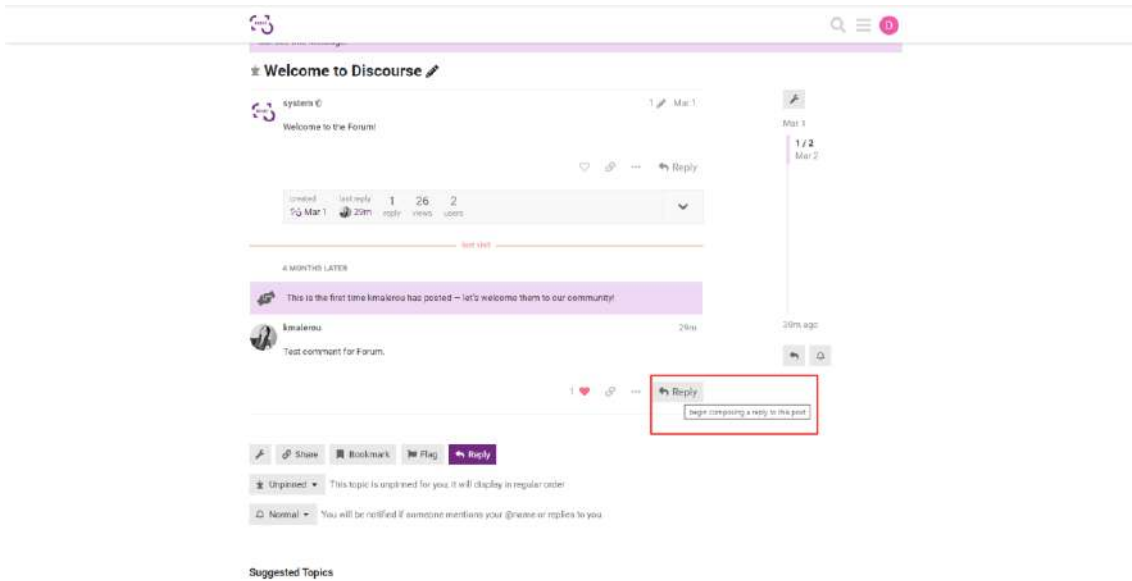 D
Welcome to Discourse
system
1 Mar 1
Welcome to the Forum!
Reply
created last reply 1 26 2
Mar 1 29m reply views users
last visit
4 MONTHS LATER
This is the first time kmalerou has posted — let's welcome them to our community!
kmalerou 29m
Test comment for Forum.
1 Reply
begin composing a reply to this post
Mar 1
1 / 2
Mar 2
29m ago
Share Bookmark Flag Reply
Unpinned This topic is unpinned for you; it will display in regular order
Normal You will be notified if someone mentions your @name or replies to you.
Suggested Topics